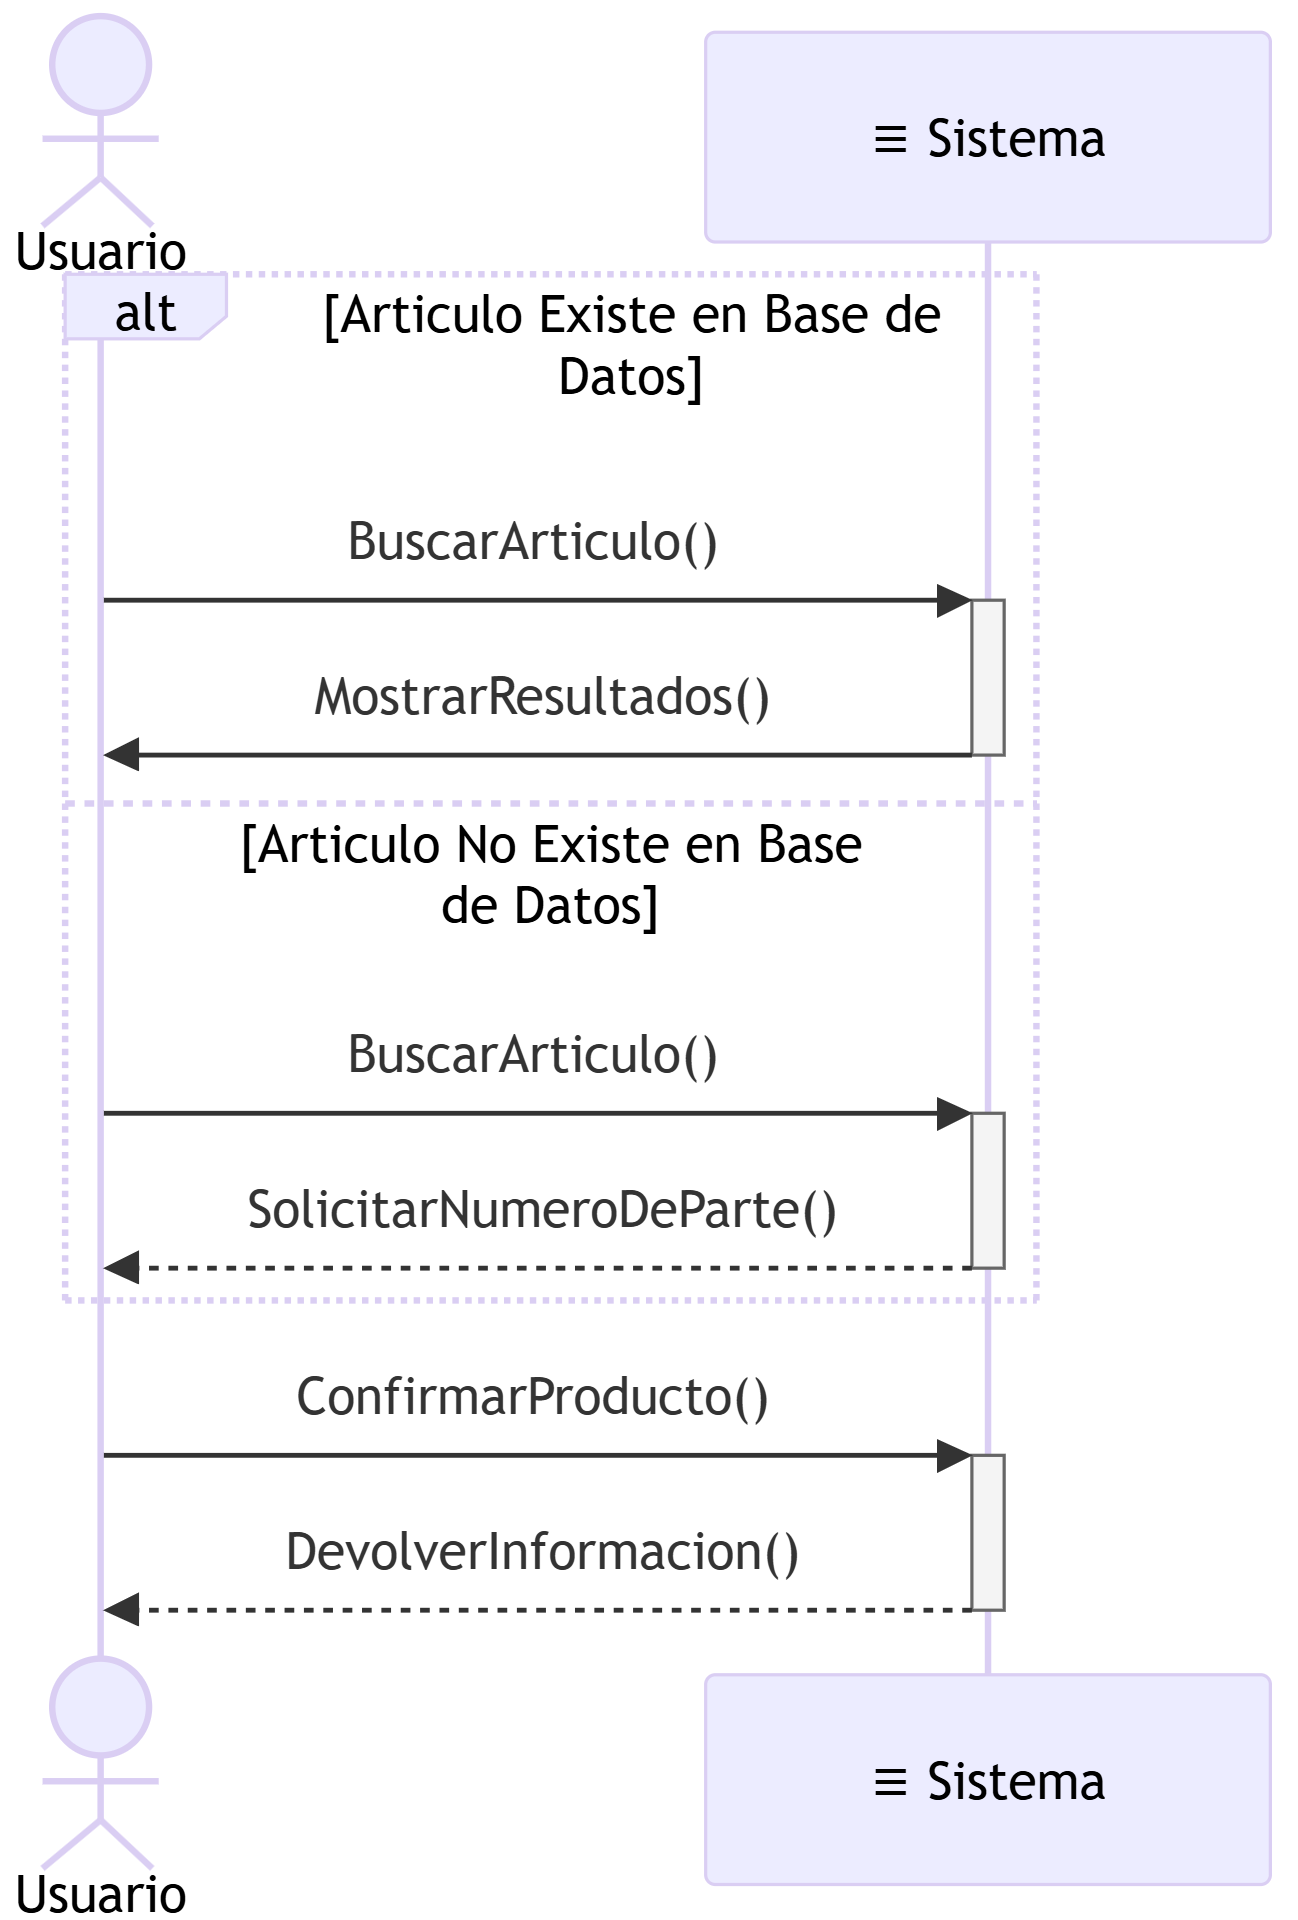 Usuario
≡ Sistema
alt
[Articulo Existe en Base de
Datos]
BuscarArticulo()
MostrarResultados()
[Articulo No Existe en Base
de Datos]
BuscarArticulo()
SolicitarNumeroDeParte()
ConfirmarProducto()
DevolverInformacion()
≡ Sistema
Usuario